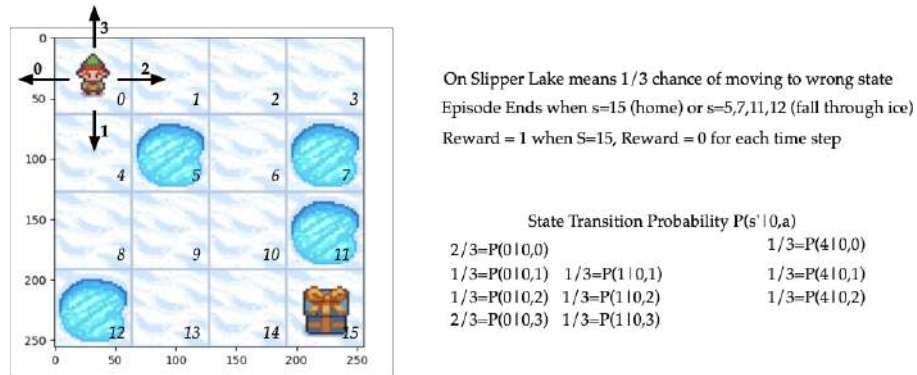 3
0
0 2
0 1 2 3
50
1
100
4 5 6 7
150
8 9 10 11
200
12 13 14 15
250
0 50 100 150 200 250
On Slipper Lake means 1/3 chance of moving to wrong state
Episode Ends when s=15 (home) or s=5,7,11,12 (fall through ice)
Reward = 1 when S=15, Reward = 0 for each time step
State Transition Probability P(s'|0,a)
2/3=P(0|0,0) 1/3=P(4|0,0)
1/3=P(0|0,1) 1/3=P(1|0,1) 1/3=P(4|0,1)
1/3=P(0|0,2) 1/3=P(1|0,2) 1/3=P(4|0,2)
2/3=P(0|0,3) 1/3=P(1|0,3)